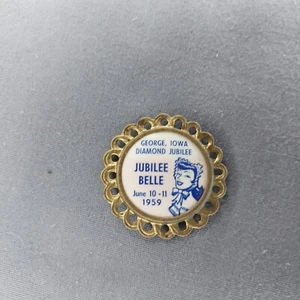 GEORGE, IOWA
DIAMOND JUBILEE
JUBILEE
BELLE
June 10-11
1959